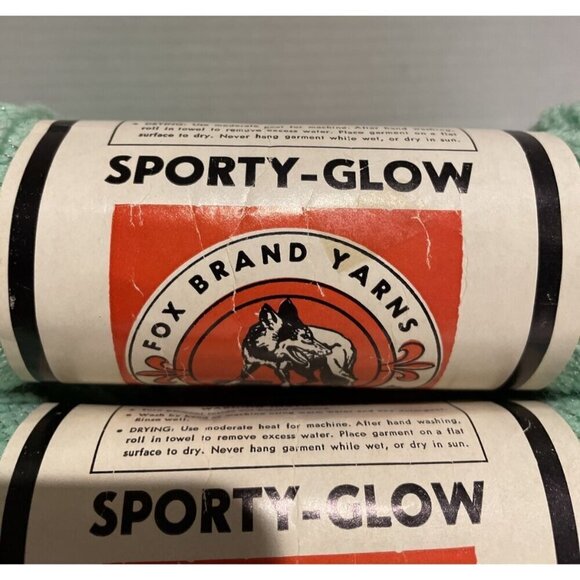 • DRYING: Use moderate heat for machine. After hand washing,
roll in towel to remove excess water. Place garment on a flat
surface to dry. Never hang garment while wet, or dry in sun.
SPORTY-GLOW
FOX BRAND YARNS
• DRYING: Use moderate heat for machine. After hand washing,
roll in towel to remove excess water. Place garment on a flat
surface to dry. Never hang garment while wet, or dry in sun.
SPORTY-GLOW